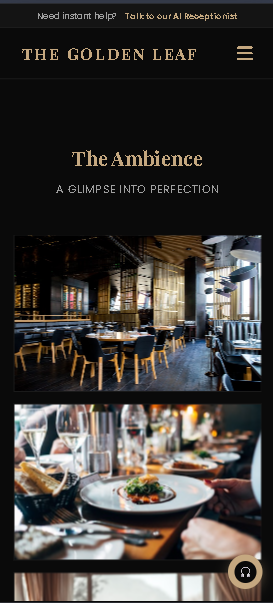 Need instant help? Talk to our AI Receptionist
THE GOLDEN LEAF
The Ambience
A GLIMPSE INTO PERFECTION